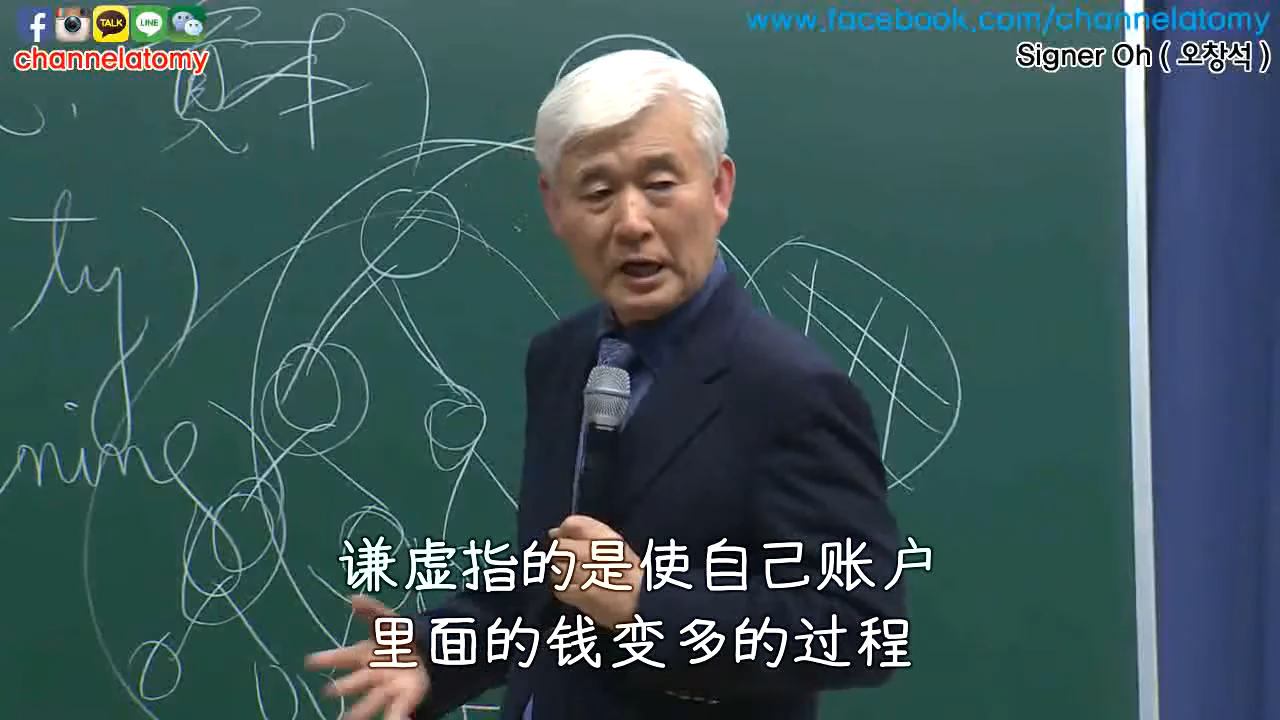 TALK
LINE
www.facebook.com/channelatomy
channelatomy
Signer Oh ( 오창석 )
ty
谦虚指的是使自己账户
里面的钱变多的过程